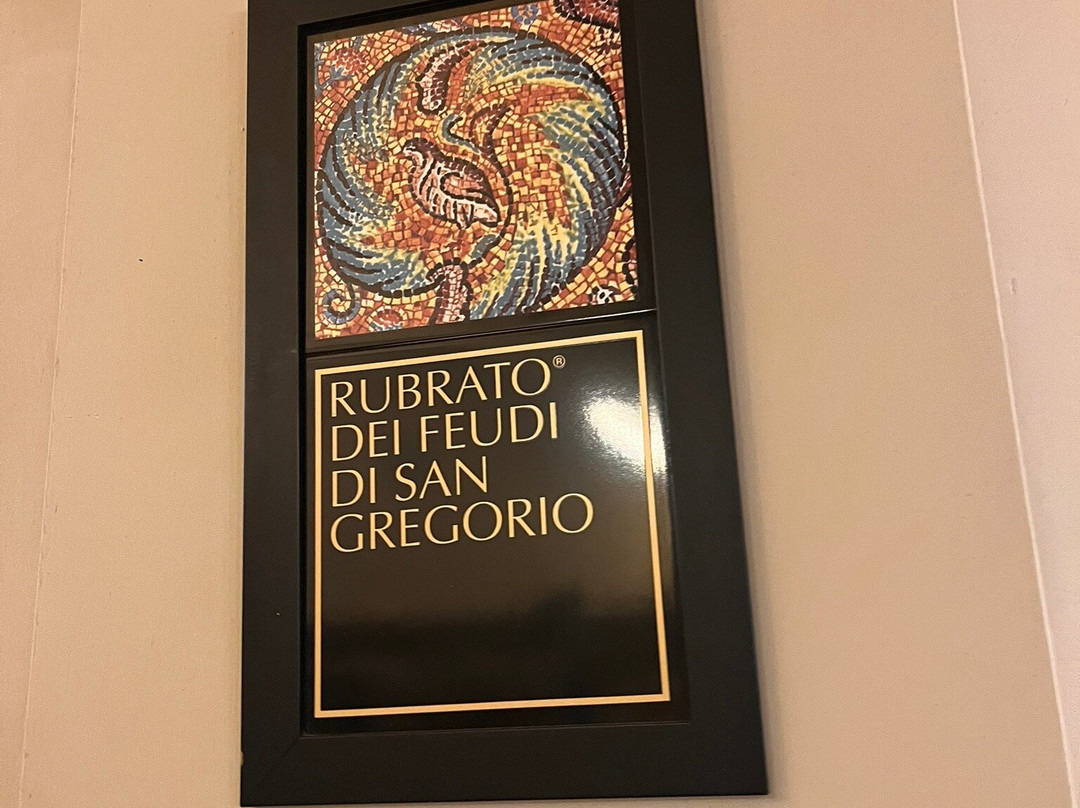 RUBRATO®
DEI FEUDI
DI SAN
GREGORIO